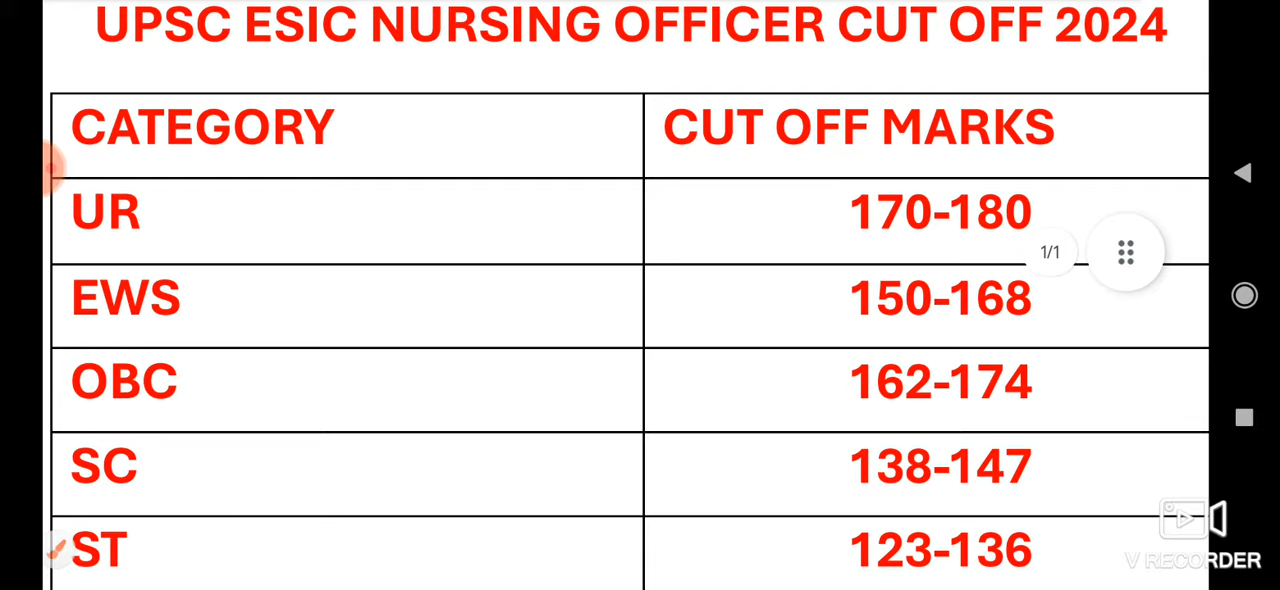 UPSC ESIC NURSING OFFICER CUT OFF 2024
CATEGORY CUT OFF MARKS
UR 170-180
1/1
EWS 150-168
OBC 162-174
SC 138-147
ST 123-136
V RECORDER